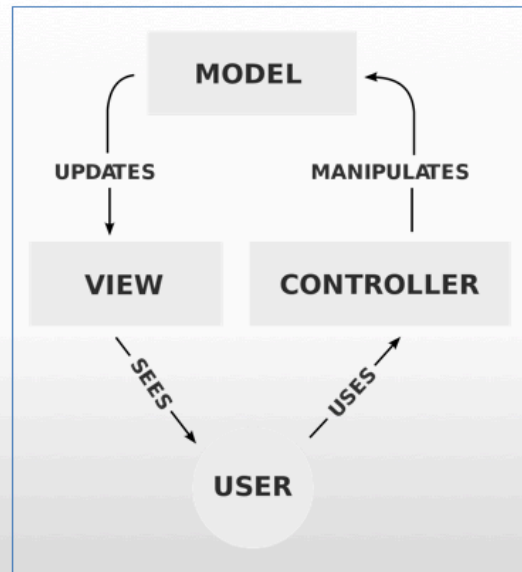 MODEL
UPDATES
MANIPULATES
VIEW
CONTROLLER
SEES
USES
USER